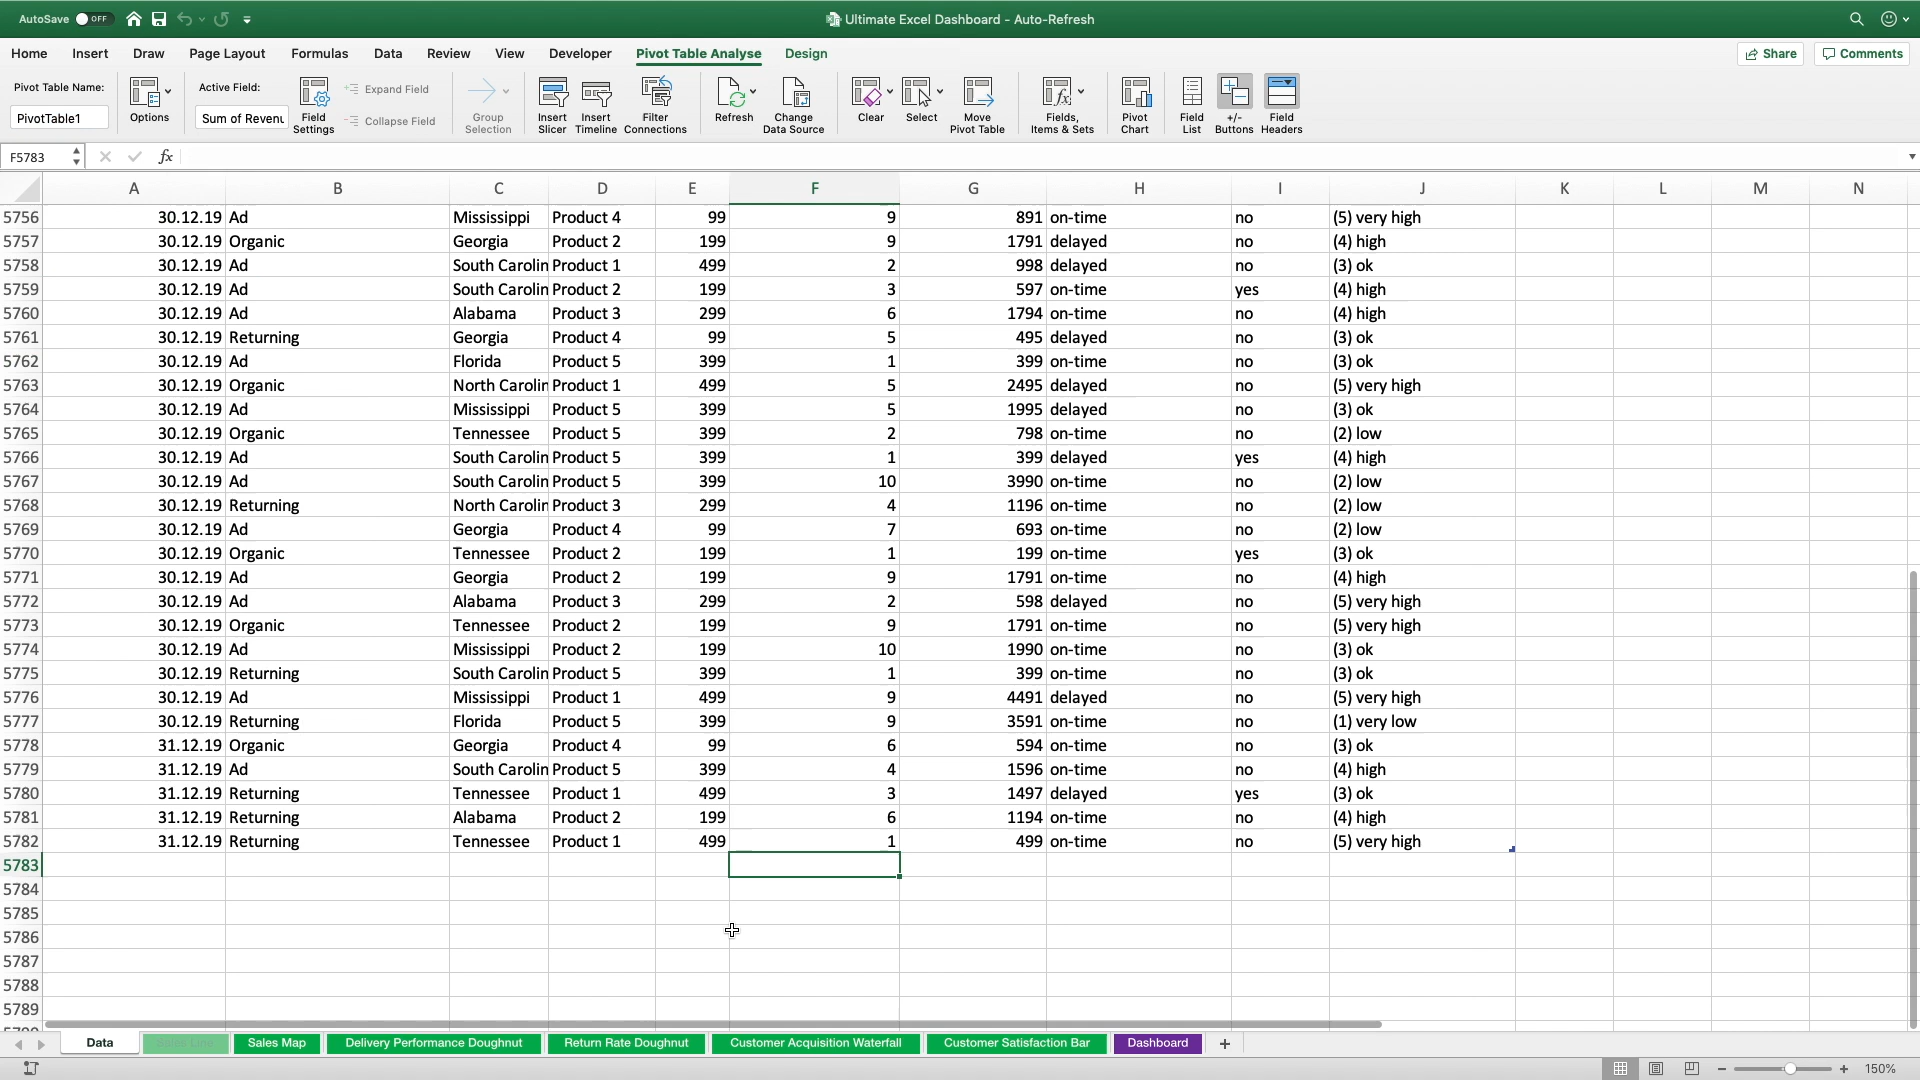 AutoSave OFF Ultimate Excel Dashboard - Auto-Refresh
Home Insert Draw Page Layout Formulas Data Review View Developer Pivot Table Analyse Design Share Comments
Pivot Table Name: PivotTable1 Options Active Field: Sum of Revenu Field Settings Expand Field Collapse Field Group Selection Insert Slicer Insert Timeline Filter Connections Refresh Change Data Source Clear Select Move Pivot Table Fields, Items & Sets Pivot Chart Field List +/- Buttons Field Headers
F5783 fx
A B C D E F G H I J K L M N
5756 30.12.19 Ad Mississippi Product 4 99 9 891 on-time no (5) very high
5757 30.12.19 Organic Georgia Product 2 199 9 1791 delayed no (4) high
5758 30.12.19 Ad South Carolin Product 1 499 2 998 delayed no (3) ok
5759 30.12.19 Ad South Carolin Product 2 199 3 597 on-time yes (4) high
5760 30.12.19 Ad Alabama Product 3 299 6 1794 on-time no (4) high
5761 30.12.19 Returning Georgia Product 4 99 5 495 delayed no (3) ok
5762 30.12.19 Ad Florida Product 5 399 1 399 on-time no (3) ok
5763 30.12.19 Organic North Carolin Product 1 499 5 2495 delayed no (5) very high
5764 30.12.19 Ad Mississippi Product 5 399 5 1995 delayed no (3) ok
5765 30.12.19 Organic Tennessee Product 5 399 2 798 on-time no (2) low
5766 30.12.19 Ad South Carolin Product 5 399 1 399 delayed yes (4) high
5767 30.12.19 Ad South Carolin Product 5 399 10 3990 on-time no (2) low
5768 30.12.19 Returning North Carolin Product 3 299 4 1196 on-time no (2) low
5769 30.12.19 Ad Georgia Product 4 99 7 693 on-time no (2) low
5770 30.12.19 Organic Tennessee Product 2 199 1 199 on-time yes (3) ok
5771 30.12.19 Ad Georgia Product 2 199 9 1791 on-time no (4) high
5772 30.12.19 Ad Alabama Product 3 299 2 598 delayed no (5) very high
5773 30.12.19 Organic Tennessee Product 2 199 9 1791 on-time no (5) very high
5774 30.12.19 Ad Mississippi Product 2 199 10 1990 on-time no (3) ok
5775 30.12.19 Returning South Carolin Product 5 399 1 399 on-time no (3) ok
5776 30.12.19 Ad Mississippi Product 1 499 9 4491 delayed no (5) very high
5777 30.12.19 Returning Florida Product 5 399 9 3591 on-time no (1) very low
5778 31.12.19 Organic Georgia Product 4 99 6 594 on-time no (3) ok
5779 31.12.19 Ad South Carolin Product 5 399 4 1596 on-time no (4) high
5780 31.12.19 Returning Tennessee Product 1 499 3 1497 delayed yes (3) ok
5781 31.12.19 Returning Alabama Product 2 199 6 1194 on-time no (4) high
5782 31.12.19 Returning Tennessee Product 1 499 1 499 on-time no (5) very high
5783
5784
5785
5786
5787
5788
5789
Data Sales Map Delivery Performance Doughnut Return Rate Doughnut Customer Acquisition Waterfall Customer Satisfaction Bar Dashboard +
150%